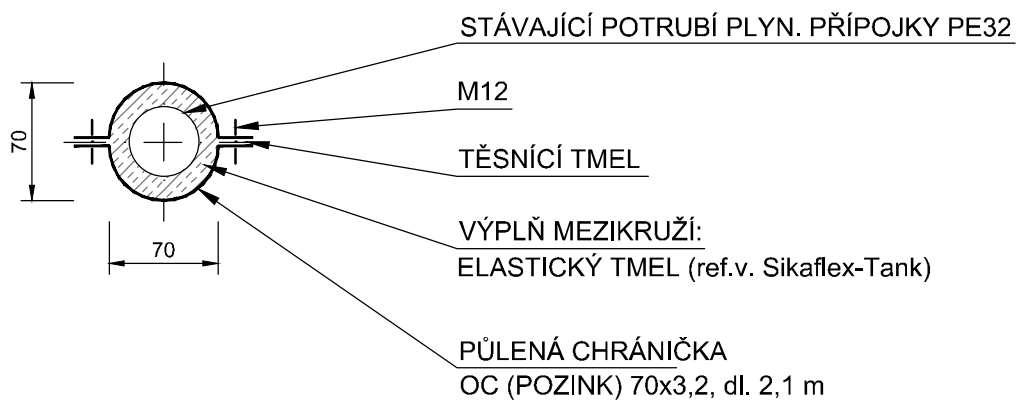 STÁVAJÍCÍ POTRUBÍ PLYN. PŘÍPOJKY PE32
M12
70
TĚSNÍCÍ TMEL
VÝPLŇ MEZIKRUŽÍ:
70
ELASTICKÝ TMEL (ref.v. Sikaflex-Tank)
PŮLENÁ CHRÁNIČKA
OC (POZINK) 70x3,2, dl. 2,1 m